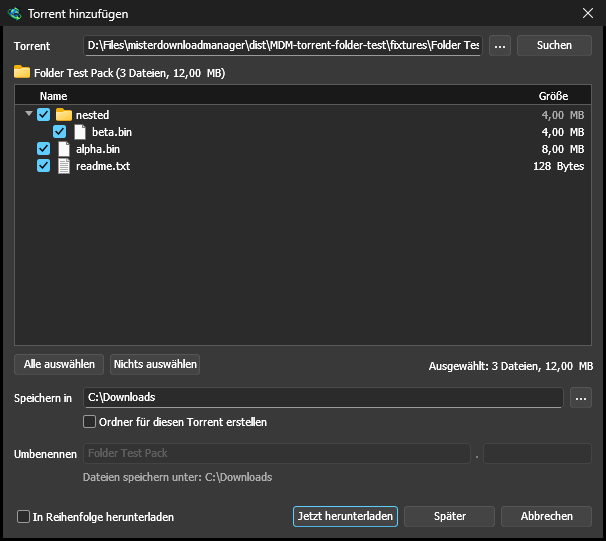 Torrent hinzufügen
Torrent D:\Files\misterdownloadmanager\dist\MDM-torrent-folder-test\fixtures\Folder Tes ... Suchen
Folder Test Pack (3 Dateien, 12,00 MB)
Name Größe
nested 4,00 MB
beta.bin 4,00 MB
alpha.bin 8,00 MB
readme.txt 128 Bytes
Alle auswählen Nichts auswählen Ausgewählt: 3 Dateien, 12,00 MB
Speichern in C:\Downloads ...
Ordner für diesen Torrent erstellen
Umbenennen Folder Test Pack .
Dateien speichern unter: C:\Downloads
In Reihenfolge herunterladen Jetzt herunterladen Später Abbrechen